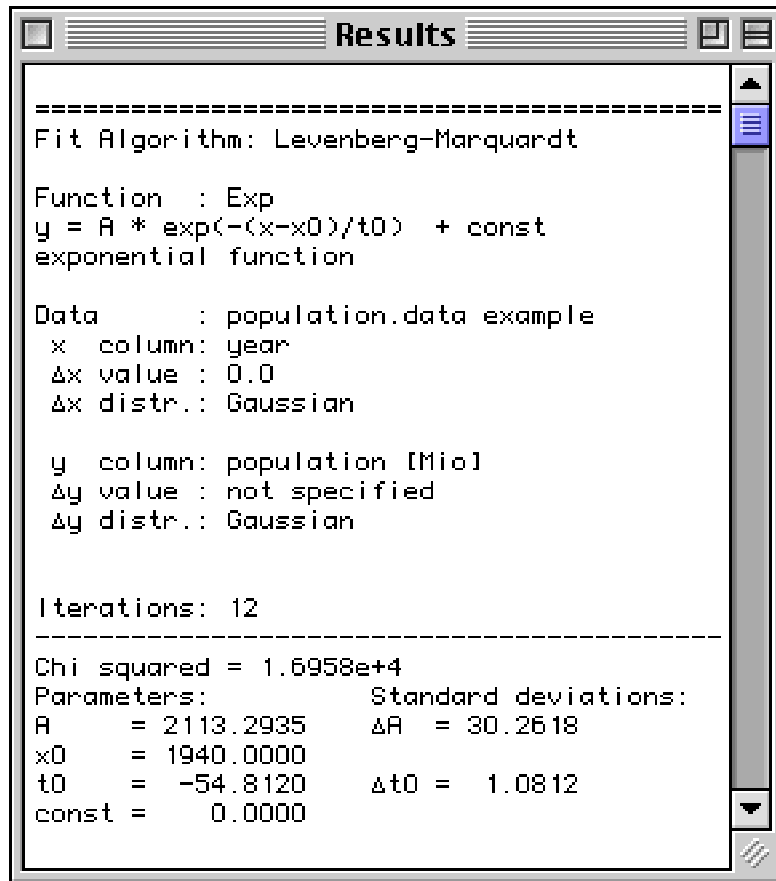 Results
===========================================
Fit Algorithm: Levenberg-Marquardt
Function  : Exp
y = A * exp(-(x-x0)/t0)  + const
exponential function
Data      : population.data example
x  column: year
Δx value : 0.0
Δx distr.: Gaussian
y  column: population [Mio]
Δy value : not specified
Δy distr.: Gaussian
Iterations: 12
-------------------------------------------
Chi squared = 1.6958e+4
Parameters:          Standard deviations:
A     = 2113.2935    ΔA  = 30.2618
x0    = 1940.0000
t0    =  -54.8120    Δt0 =  1.0812
const =    0.0000